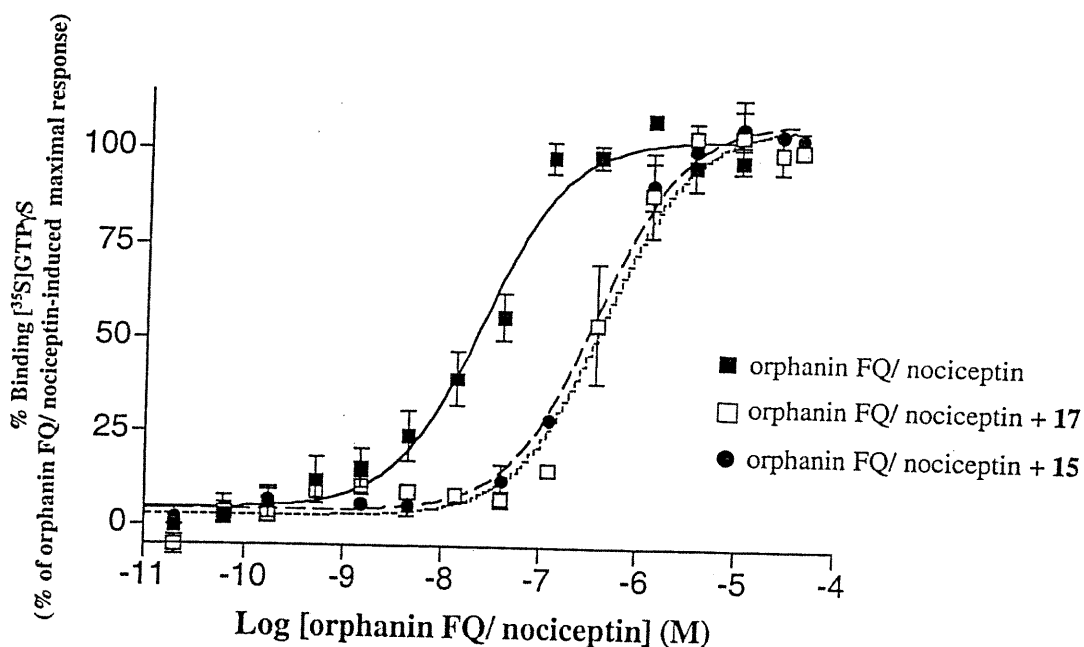 % Binding [³⁵S]GTPγS
(% of orphanin FQ/ nociceptin-induced maximal response)
100
75
50
25
0
-11 -10 -9 -8 -7 -6 -5 -4
Log [orphanin FQ/ nociceptin] (M)
orphanin FQ/ nociceptin
orphanin FQ/ nociceptin + 17
orphanin FQ/ nociceptin + 15